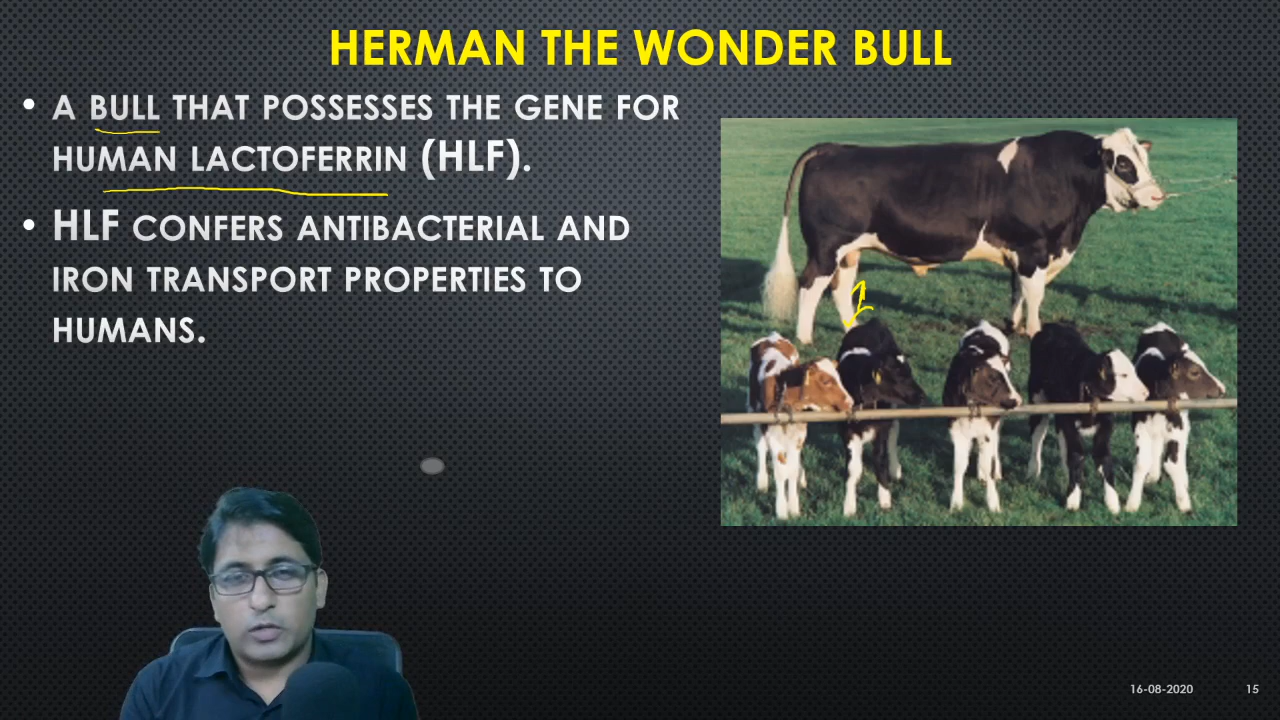 HERMAN THE WONDER BULL
• A BULL THAT POSSESSES THE GENE FOR
HUMAN LACTOFERRIN (HLF).
• HLF CONFERS ANTIBACTERIAL AND
IRON TRANSPORT PROPERTIES TO
HUMANS.
16-08-2020
15